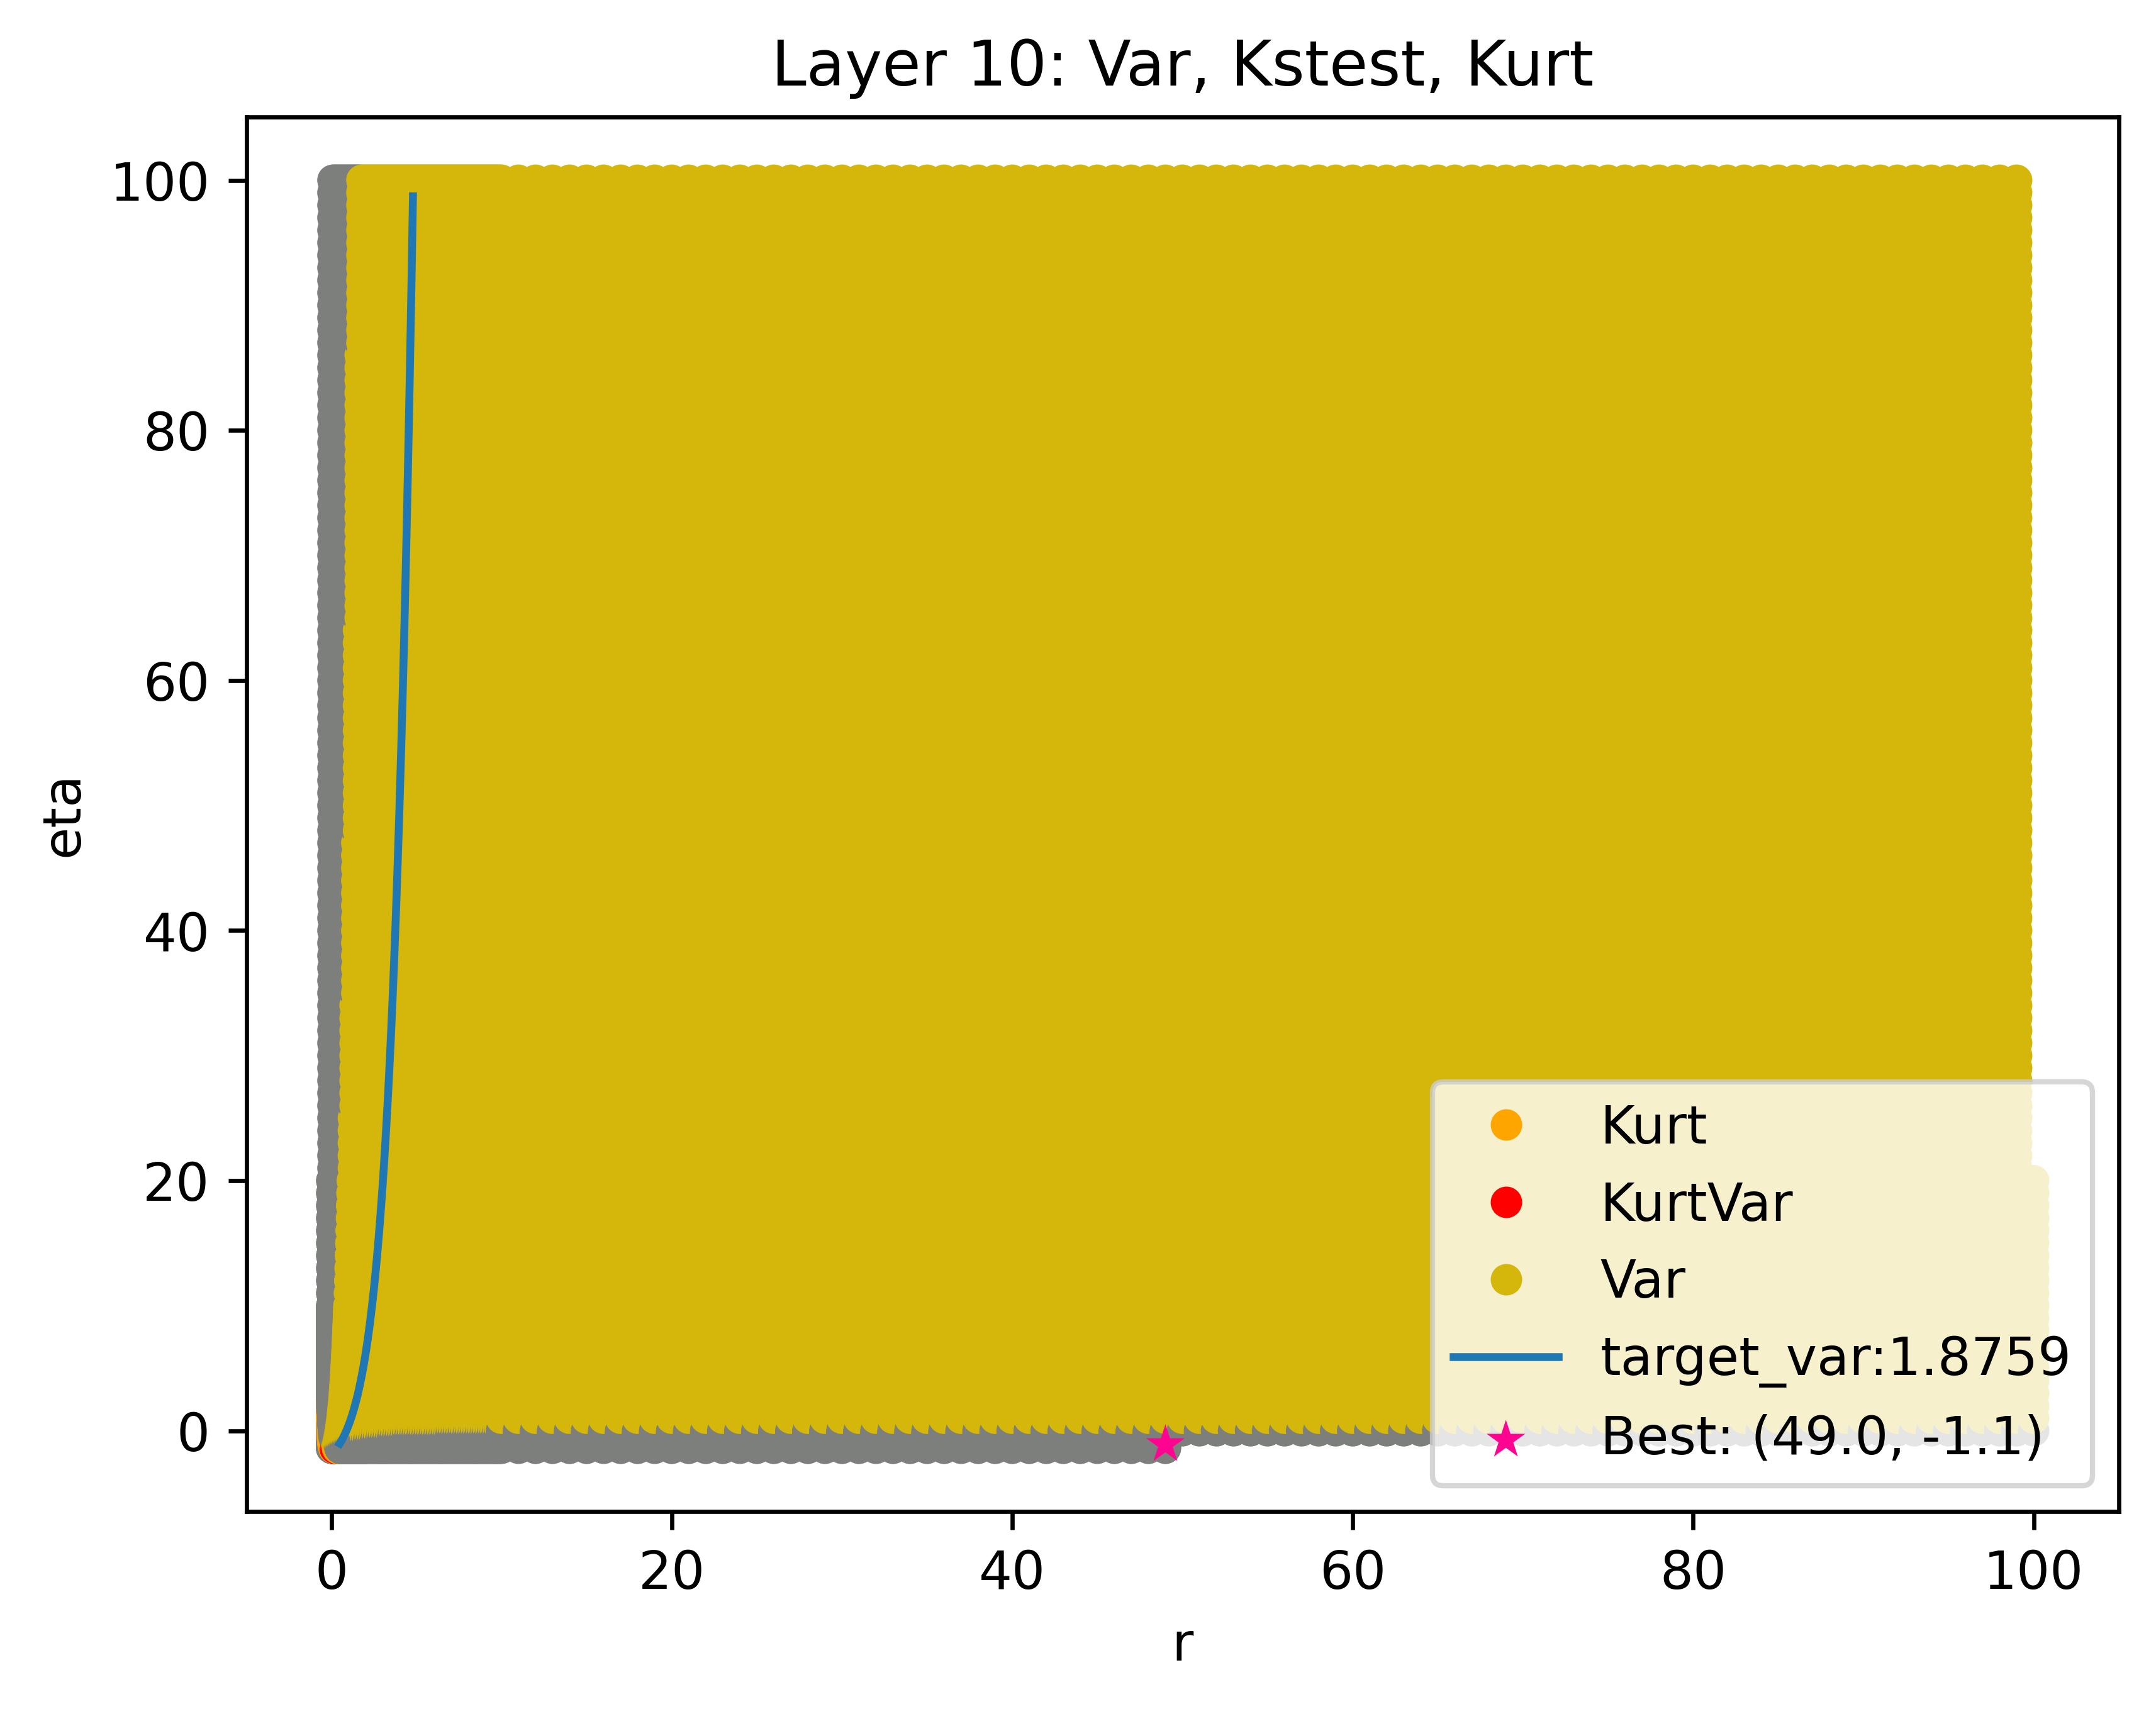 Layer 10: Var, Kstest, Kurt
100
80
60
40
20
0
eta
Kurt
KurtVar
Var
target_var:1.8759
Best: (49.0, -1.1)
0 20 40 60 80 100
r